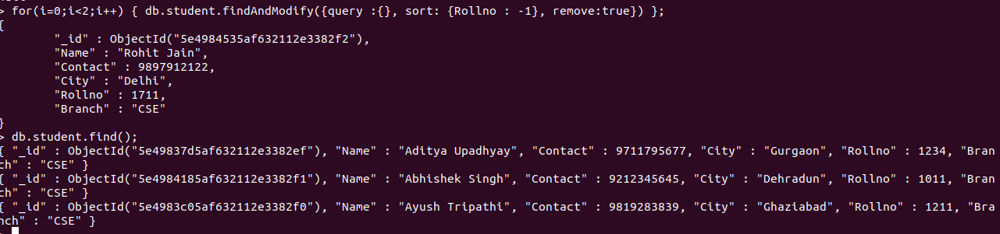 > for(i=0;i<2;i++) { db.student.findAndModify({query :{}, sort: {Rollno : -1}, remove:true}) };
{
"_id" : ObjectId("5e4984535af632112e3382f2"),
"Name" : "Rohit Jain",
"Contact" : 9897912122,
"City" : "Delhi",
"Rollno" : 1711,
"Branch" : "CSE"
}
> db.student.find();
{ "_id" : ObjectId("5e49837d5af632112e3382ef"), "Name" : "Aditya Upadhyay", "Contact" : 9711795677, "City" : "Gurgaon", "Rollno" : 1234, "Bran
ch" : "CSE" }
{ "_id" : ObjectId("5e4984185af632112e3382f1"), "Name" : "Abhishek Singh", "Contact" : 9212345645, "City" : "Dehradun", "Rollno" : 1011, "Bran
ch" : "CSE" }
{ "_id" : ObjectId("5e4983c05af632112e3382f0"), "Name" : "Ayush Tripathi", "Contact" : 9819283839, "City" : "Ghaziabad", "Rollno" : 1211, "Bra
nch" : "CSE" }
>